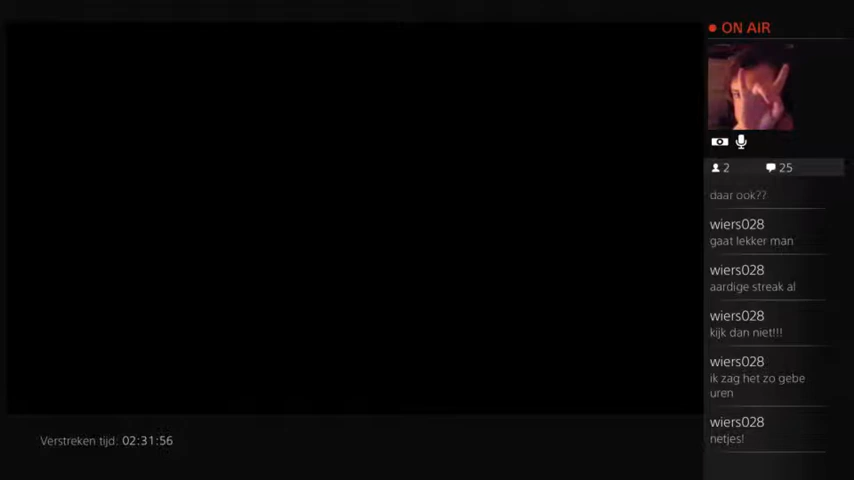 ON AIR
2 25
daar ook??
wiers028
gaat lekker man
wiers028
aardige streak al
wiers028
kijk dan niet!!!
wiers028
ik zag het zo gebe
uren
wiers028
netjes!
Verstreken tijd: 02:31:56